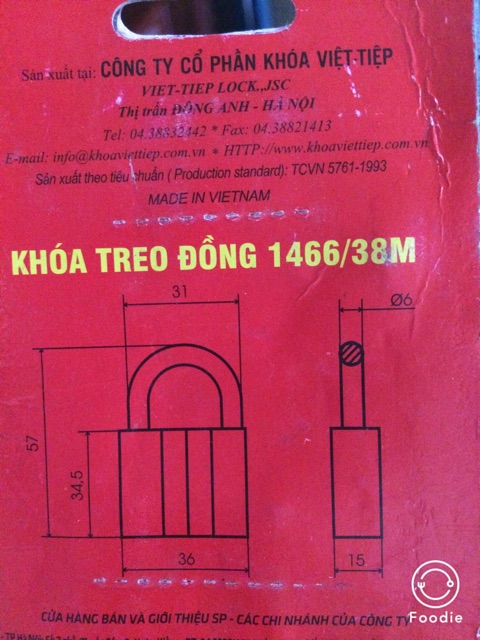 Sản xuất tại: CÔNG TY CỔ PHẦN KHÓA VIỆT-TIỆP
VIET-TIEP LOCK.,JSC
Thị trấn ĐÔNG ANH - HÀ NỘI
Tel: 04.38832442 * Fax: 04.38821413
E-mail: info@khoaviettiep.com.vn * HTTP://www.khoaviettiep.com.vn
Sản xuất theo tiêu chuẩn ( Production standard): TCVN 5761-1993
MADE IN VIETNAM
KHÓA TREO ĐỒNG 1466/38M
31
Ø6
57
34,5
36
15
CỬA HÀNG BÁN VÀ GIỚI THIỆU SP - CÁC CHI NHÁNH CỦA CÔNG TY
Foodie